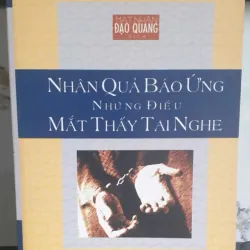 ĐẠO QUANG
NHÂN QUẢ BÁO ỨNG
NHỮNG ĐIỀU
MẮT THẤY TAI NGHE